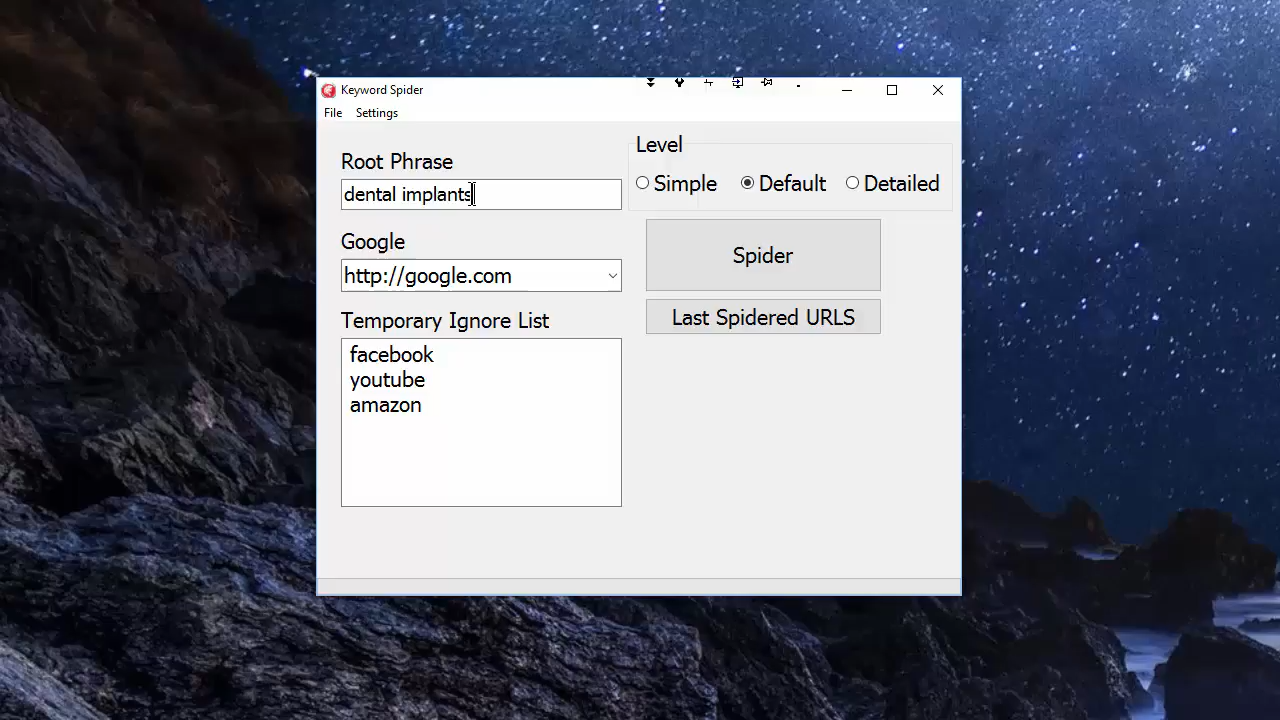 Keyword Spider
File Settings
Root Phrase
dental implants
Google
http://google.com
Temporary Ignore List
facebook
youtube
amazon
Level
Simple Default Detailed
Spider
Last Spidered URLS